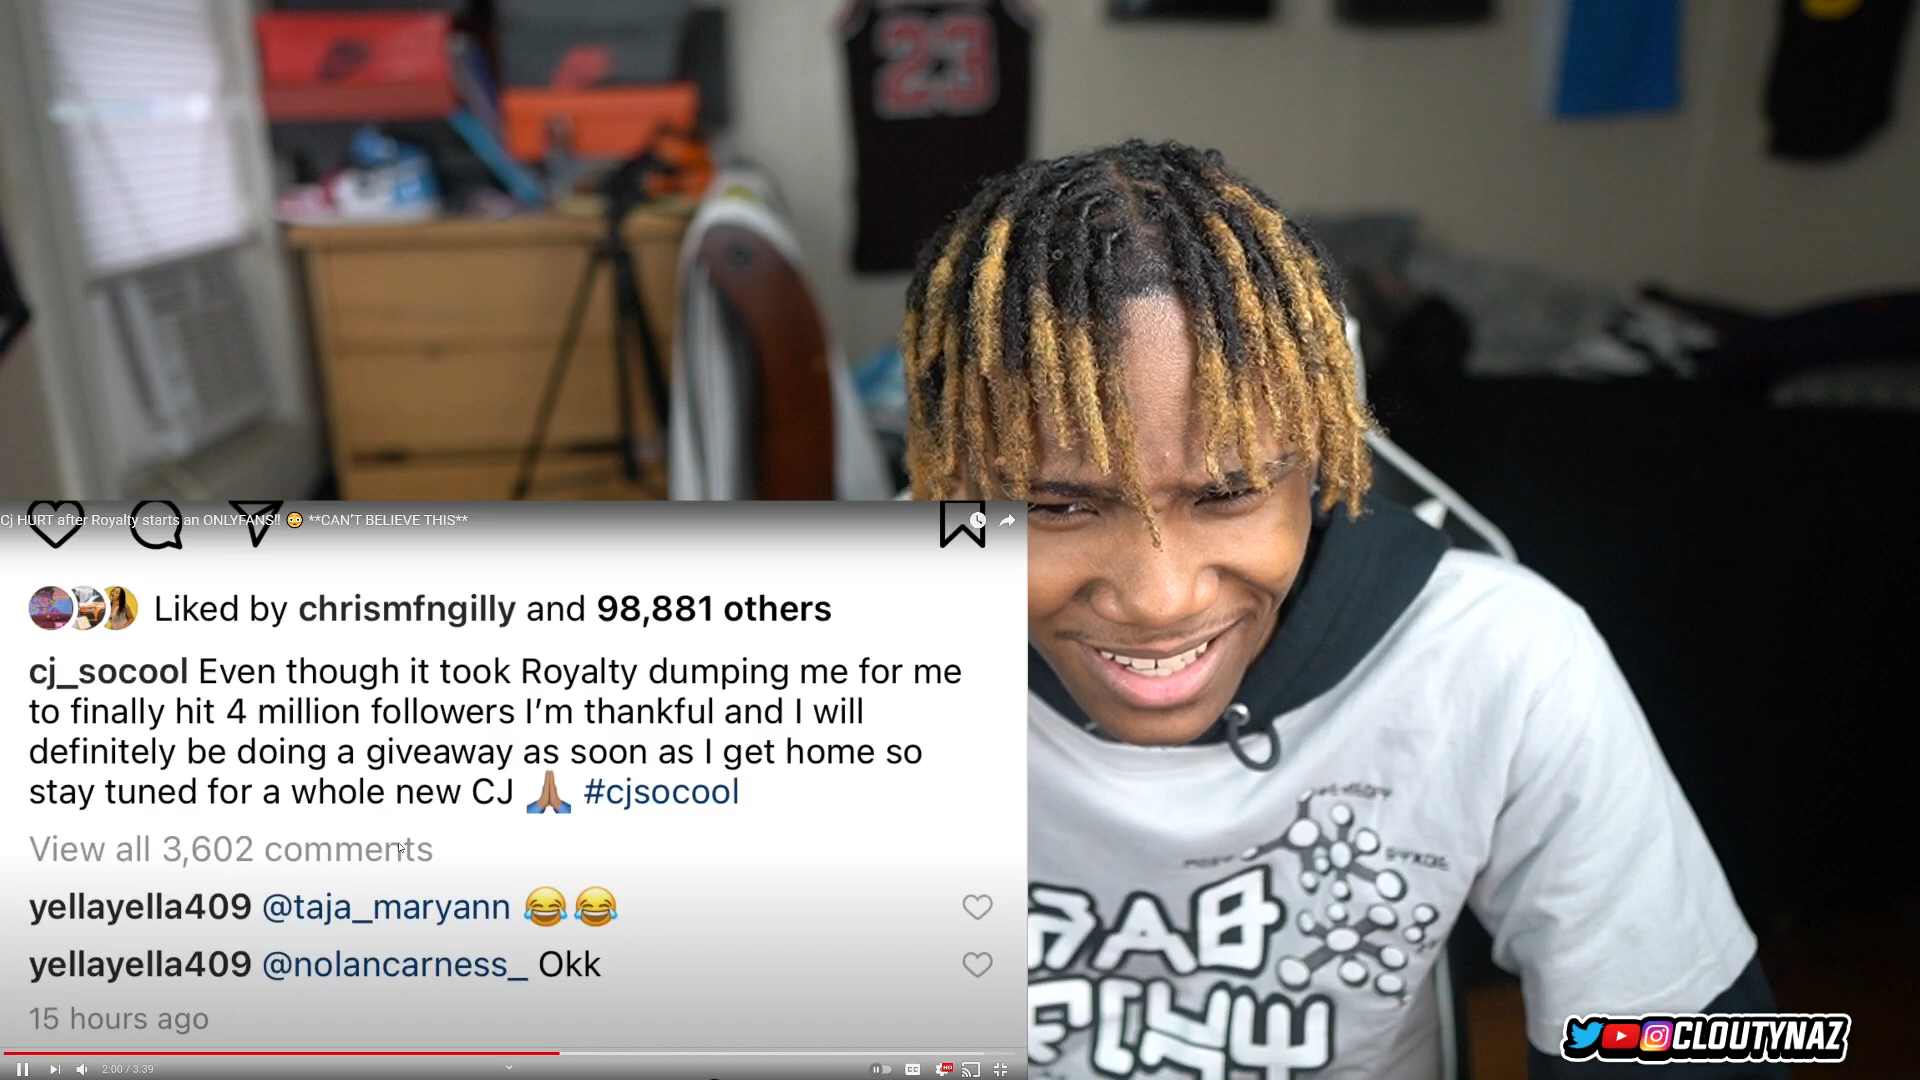 23
Cj HURT after Royalty starts an ONLYFANS!! 😳 **CAN'T BELIEVE THIS**
Liked by chrismfngilly and 98,881 others
cj_socool Even though it took Royalty dumping me for me
to finally hit 4 million followers I'm thankful and I will
definitely be doing a giveaway as soon as I get home so
stay tuned for a whole new CJ 🙏🏽 #cjsocool
View all 3,602 comments
yellayella409 @taja_maryann 😂😂
yellayella409 @nolancarness_ Okk
15 hours ago
2:00 / 3:39
CC
HD
CLOUTYNAZ